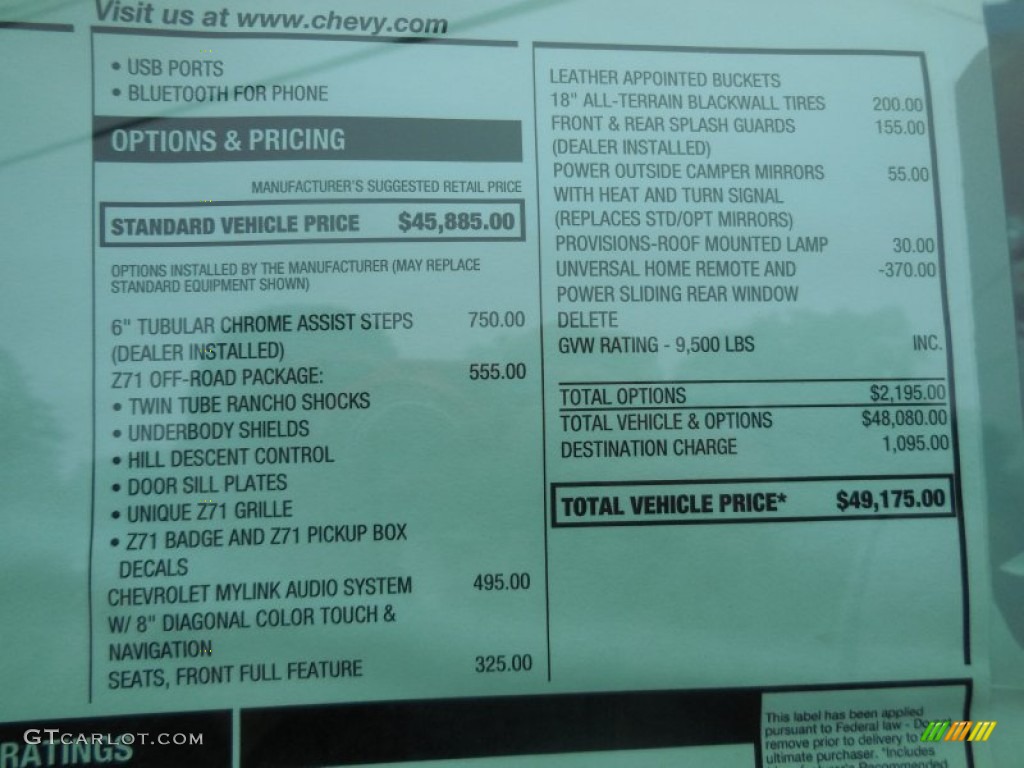 Visit us at www.chevy.com
• USB PORTS
• BLUETOOTH FOR PHONE
OPTIONS & PRICING
MANUFACTURER'S SUGGESTED RETAIL PRICE
STANDARD VEHICLE PRICE $45,885.00
OPTIONS INSTALLED BY THE MANUFACTURER (MAY REPLACE
STANDARD EQUIPMENT SHOWN)
6" TUBULAR CHROME ASSIST STEPS 750.00
(DEALER INSTALLED)
Z71 OFF-ROAD PACKAGE: 555.00
• TWIN TUBE RANCHO SHOCKS
• UNDERBODY SHIELDS
• HILL DESCENT CONTROL
• DOOR SILL PLATES
• UNIQUE Z71 GRILLE
• Z71 BADGE AND Z71 PICKUP BOX
DECALS
CHEVROLET MYLINK AUDIO SYSTEM 495.00
W/ 8" DIAGONAL COLOR TOUCH &
NAVIGATION
SEATS, FRONT FULL FEATURE 325.00
LEATHER APPOINTED BUCKETS
18" ALL-TERRAIN BLACKWALL TIRES 200.00
FRONT & REAR SPLASH GUARDS 155.00
(DEALER INSTALLED)
POWER OUTSIDE CAMPER MIRRORS 55.00
WITH HEAT AND TURN SIGNAL
(REPLACES STD/OPT MIRRORS)
PROVISIONS-ROOF MOUNTED LAMP 30.00
UNVERSAL HOME REMOTE AND -370.00
POWER SLIDING REAR WINDOW
DELETE
GVW RATING - 9,500 LBS INC.
TOTAL OPTIONS $2,195.00
TOTAL VEHICLE & OPTIONS $48,080.00
DESTINATION CHARGE 1,095.00
TOTAL VEHICLE PRICE* $49,175.00
RATINGS
GTCARLOT.COM
This label has been applied
pursuant to Federal law - Do
remove prior to delivery to
ultimate purchaser. *Includes
Recommended